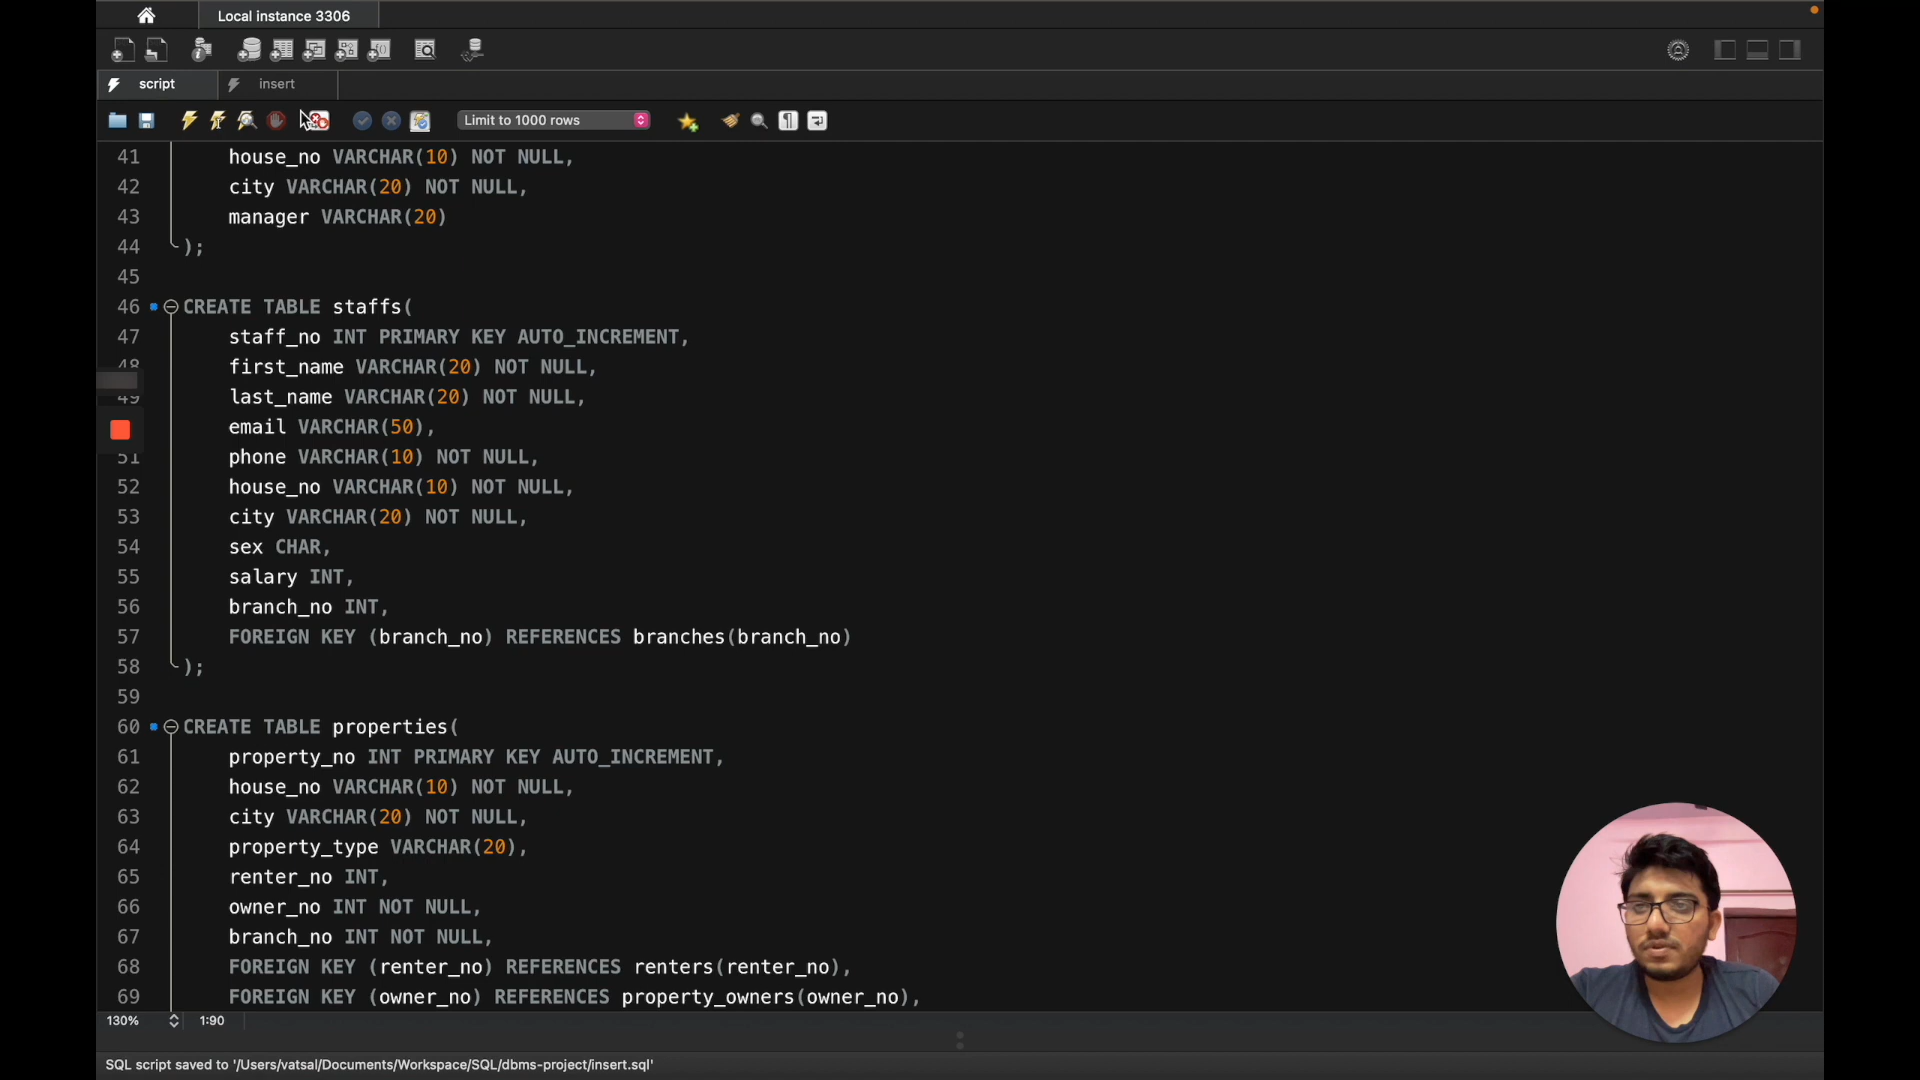 Local instance 3306
script
insert
Limit to 1000 rows
41 house_no VARCHAR(10) NOT NULL,
42 city VARCHAR(20) NOT NULL,
43 manager VARCHAR(20)
44 );
45
46 CREATE TABLE staffs(
47 staff_no INT PRIMARY KEY AUTO_INCREMENT,
48 first_name VARCHAR(20) NOT NULL,
49 last_name VARCHAR(20) NOT NULL,
email VARCHAR(50),
51 phone VARCHAR(10) NOT NULL,
52 house_no VARCHAR(10) NOT NULL,
53 city VARCHAR(20) NOT NULL,
54 sex CHAR,
55 salary INT,
56 branch_no INT,
57 FOREIGN KEY (branch_no) REFERENCES branches(branch_no)
58 );
59
60 CREATE TABLE properties(
61 property_no INT PRIMARY KEY AUTO_INCREMENT,
62 house_no VARCHAR(10) NOT NULL,
63 city VARCHAR(20) NOT NULL,
64 property_type VARCHAR(20),
65 renter_no INT,
66 owner_no INT NOT NULL,
67 branch_no INT NOT NULL,
68 FOREIGN KEY (renter_no) REFERENCES renters(renter_no),
69 FOREIGN KEY (owner_no) REFERENCES property_owners(owner_no),
130% 1:90
SQL script saved to '/Users/vatsal/Documents/Workspace/SQL/dbms-project/insert.sql'